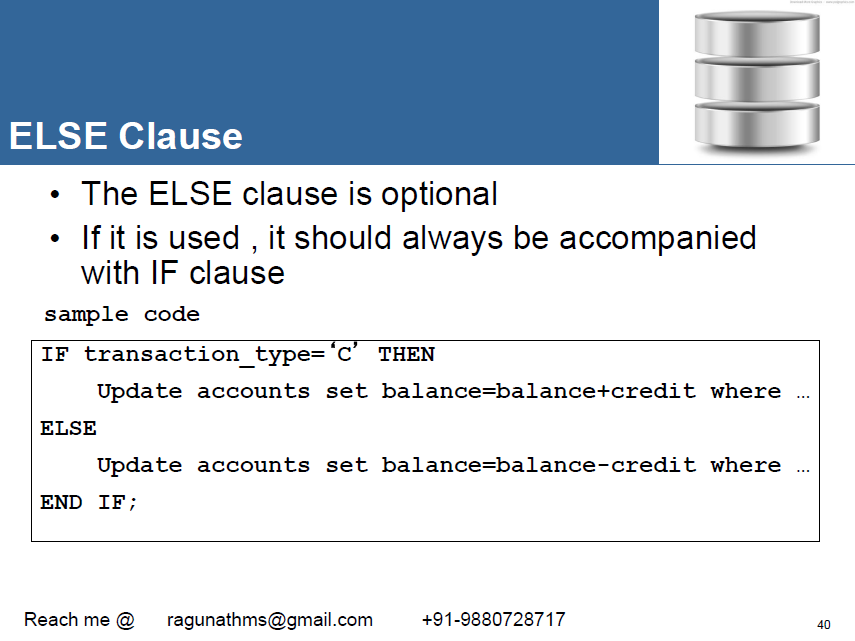 ELSE Clause
• The ELSE clause is optional
• If it is used , it should always be accompanied
with IF clause
sample code
IF transaction_type=‘C’ THEN
Update accounts set balance=balance+credit where …
ELSE
Update accounts set balance=balance-credit where …
END IF;
Reach me @ ragunathms@gmail.com +91-9880728717
40